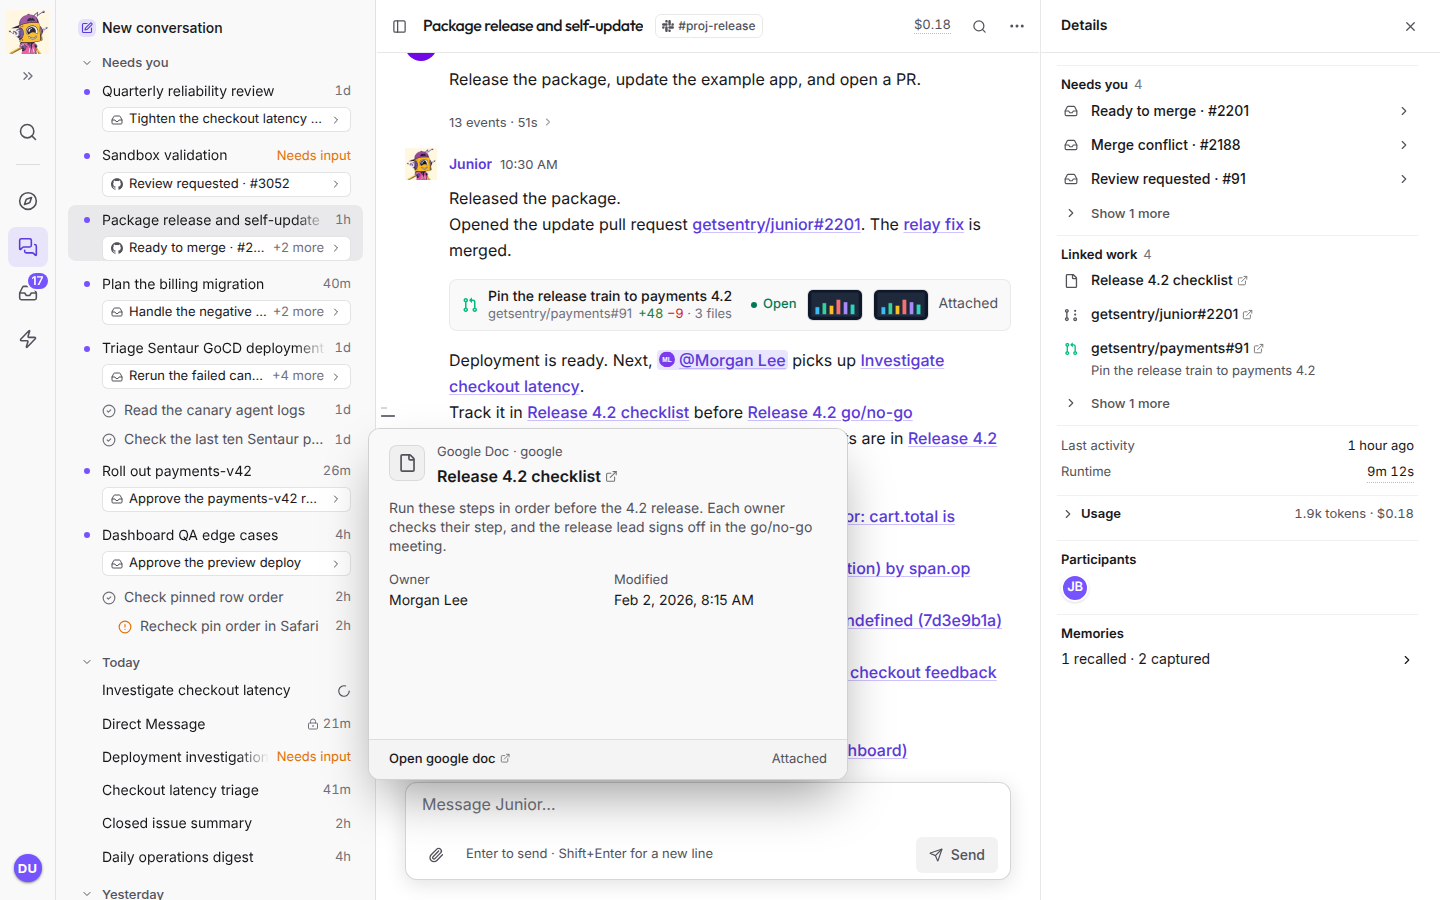 New conversation
Needs you
Quarterly reliability review 1d
Tighten the checkout latency ...
Sandbox validation Needs input
Review requested · #3052
Package release and self-update 1h
Ready to merge · #2... +2 more
Plan the billing migration 40m
Handle the negative ... +2 more
Triage Sentaur GoCD deployment 1d
Rerun the failed can... +4 more
Read the canary agent logs 1d
Check the last ten Sentaur p... 1d
Roll out payments-v42 26m
Approve the payments-v42 r...
Dashboard QA edge cases 4h
Approve the preview deploy
Check pinned row order 2h
Recheck pin order in Safari 2h
Today
Investigate checkout latency
Direct Message 21m
Deployment investigation Needs input
Checkout latency triage 41m
Closed issue summary 2h
Daily operations digest 4h
Yesterday
17
DU
Package release and self-update #proj-release $0.18
Release the package, update the example app, and open a PR.
13 events · 51s
Junior 10:30 AM
Released the package.
Opened the update pull request getsentry/junior#2201. The relay fix is
merged.
Pin the release train to payments 4.2
getsentry/payments#91 +48 −9 · 3 files
Open Attached
Deployment is ready. Next, ML @Morgan Lee picks up Investigate
checkout latency.
Track it in Release 4.2 checklist before Release 4.2 go/no-go
ts are in Release 4.2
or: cart.total is
tion) by span.op
ndefined (7d3e9b1a)
checkout feedback
hboard)
Google Doc · google
Release 4.2 checklist
Run these steps in order before the 4.2 release. Each owner
checks their step, and the release lead signs off in the go/no-go
meeting.
Owner Modified
Morgan Lee Feb 2, 2026, 8:15 AM
Open google doc Attached
Message Junior...
Enter to send · Shift+Enter for a new line
Send
Details
Needs you 4
Ready to merge · #2201
Merge conflict · #2188
Review requested · #91
Show 1 more
Linked work 4
Release 4.2 checklist
getsentry/junior#2201
getsentry/payments#91
Pin the release train to payments 4.2
Show 1 more
Last activity 1 hour ago
Runtime 9m 12s
Usage 1.9k tokens · $0.18
Participants
JB
Memories
1 recalled · 2 captured